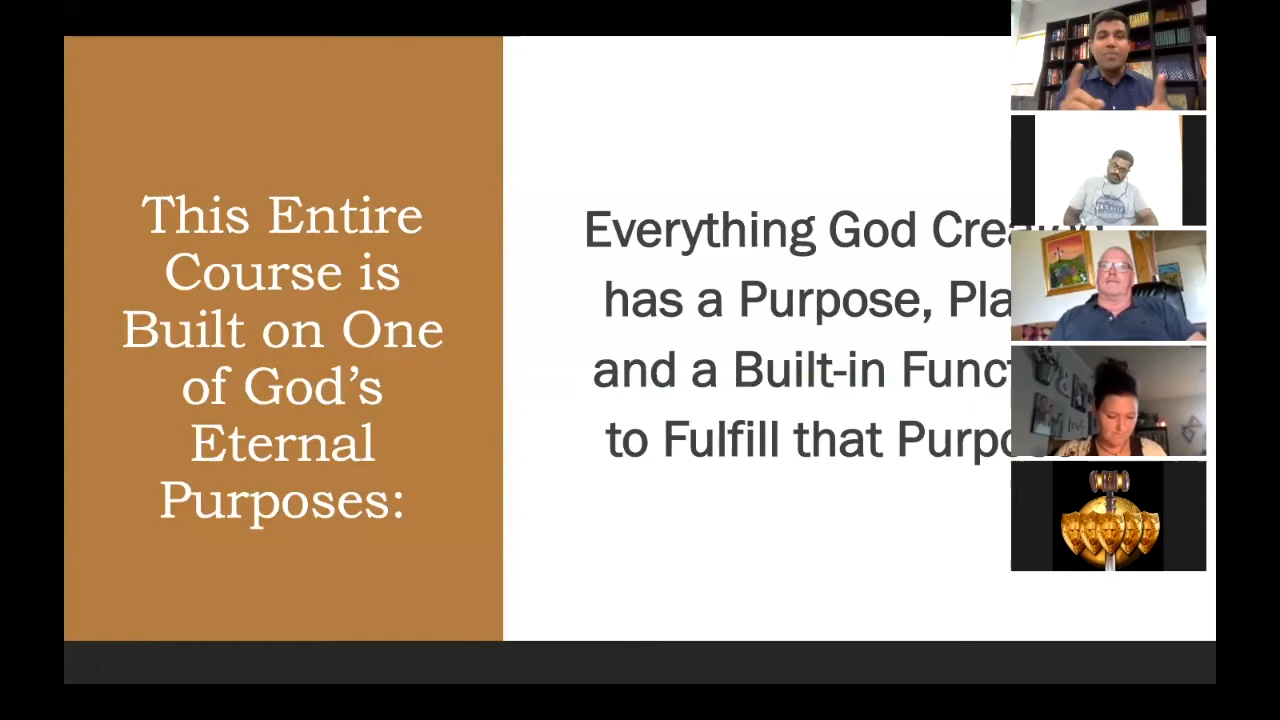 This Entire
Course is
Built on One
of God's
Eternal
Purposes:
Everything God
has a Purpose,
and a Built-in
to Fulfill that